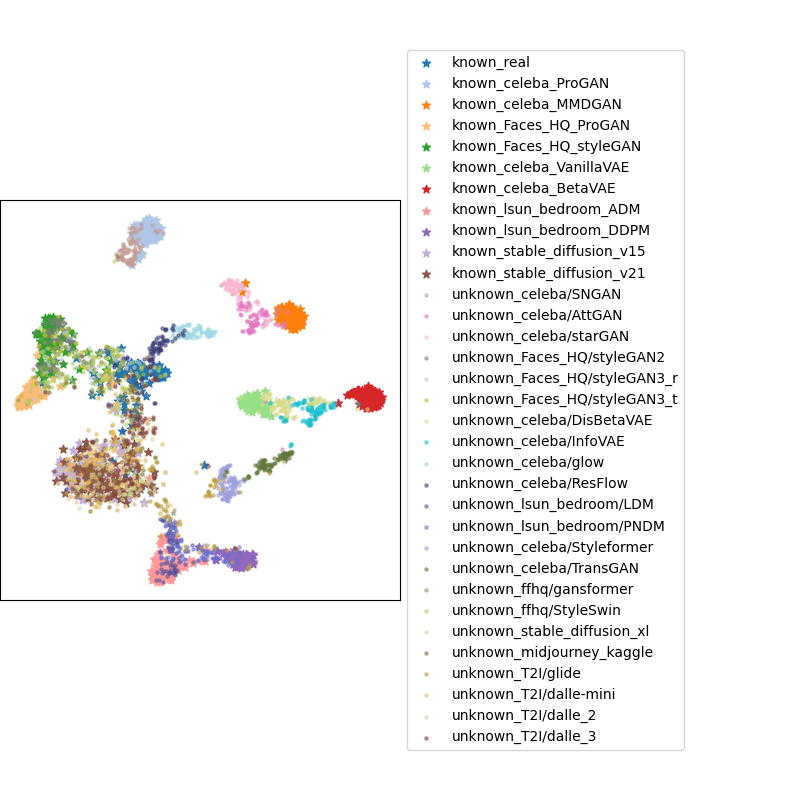 known_real
known_celeba_ProGAN
known_celeba_MMDGAN
known_Faces_HQ_ProGAN
known_Faces_HQ_styleGAN
known_celeba_VanillaVAE
known_celeba_BetaVAE
known_lsun_bedroom_ADM
known_lsun_bedroom_DDPM
known_stable_diffusion_v15
known_stable_diffusion_v21
unknown_celeba/SNGAN
unknown_celeba/AttGAN
unknown_celeba/starGAN
unknown_Faces_HQ/styleGAN2
unknown_Faces_HQ/styleGAN3_r
unknown_Faces_HQ/styleGAN3_t
unknown_celeba/DisBetaVAE
unknown_celeba/InfoVAE
unknown_celeba/glow
unknown_celeba/ResFlow
unknown_lsun_bedroom/LDM
unknown_lsun_bedroom/PNDM
unknown_celeba/Styleformer
unknown_celeba/TransGAN
unknown_ffhq/gansformer
unknown_ffhq/StyleSwin
unknown_stable_diffusion_xl
unknown_midjourney_kaggle
unknown_T2I/glide
unknown_T2I/dalle-mini
unknown_T2I/dalle_2
unknown_T2I/dalle_3